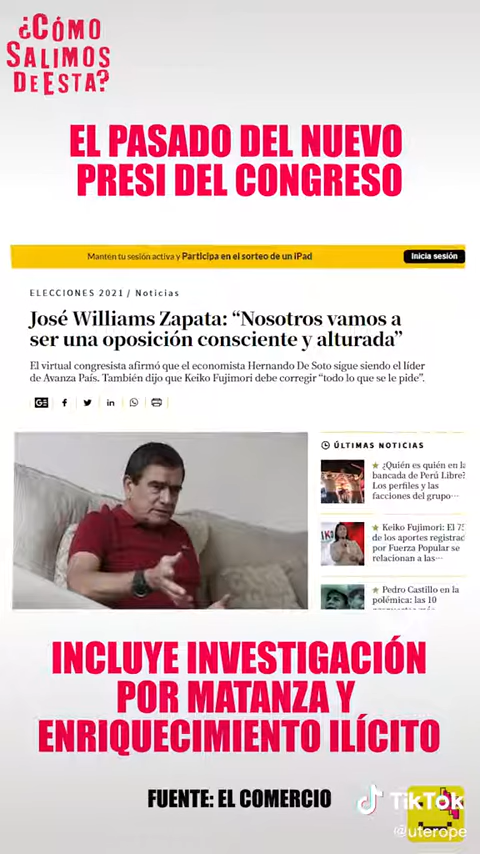 ¿CÓMO
SALIMOS
DE ESTA?
EL PASADO DEL NUEVO
PRESI DEL CONGRESO
Mantén tu sesión activa y Participa en el sorteo de un iPad
Inicia sesión
ELECCIONES 2021 / Noticias
José Williams Zapata: “Nosotros vamos a
ser una oposición consciente y alturada”
El virtual congresista afirmó que el economista Hernando De Soto sigue siendo el líder
de Avanza País. También dijo que Keiko Fujimori debe corregir “todo lo que se le pide”.
ÚLTIMAS NOTICIAS
¿Quién es quién en la
bancada de Perú Libre?
Los perfiles y las
facciones del grupo...
Keiko Fujimori: El 75
de los aportes registrad
por Fuerza Popular se
relacionan a las...
Pedro Castillo en la
polémica: las 10
INCLUYE INVESTIGACIÓN
POR MATANZA Y
ENRIQUECIMIENTO ILÍCITO
FUENTE: EL COMERCIO
TikTok
@uterope